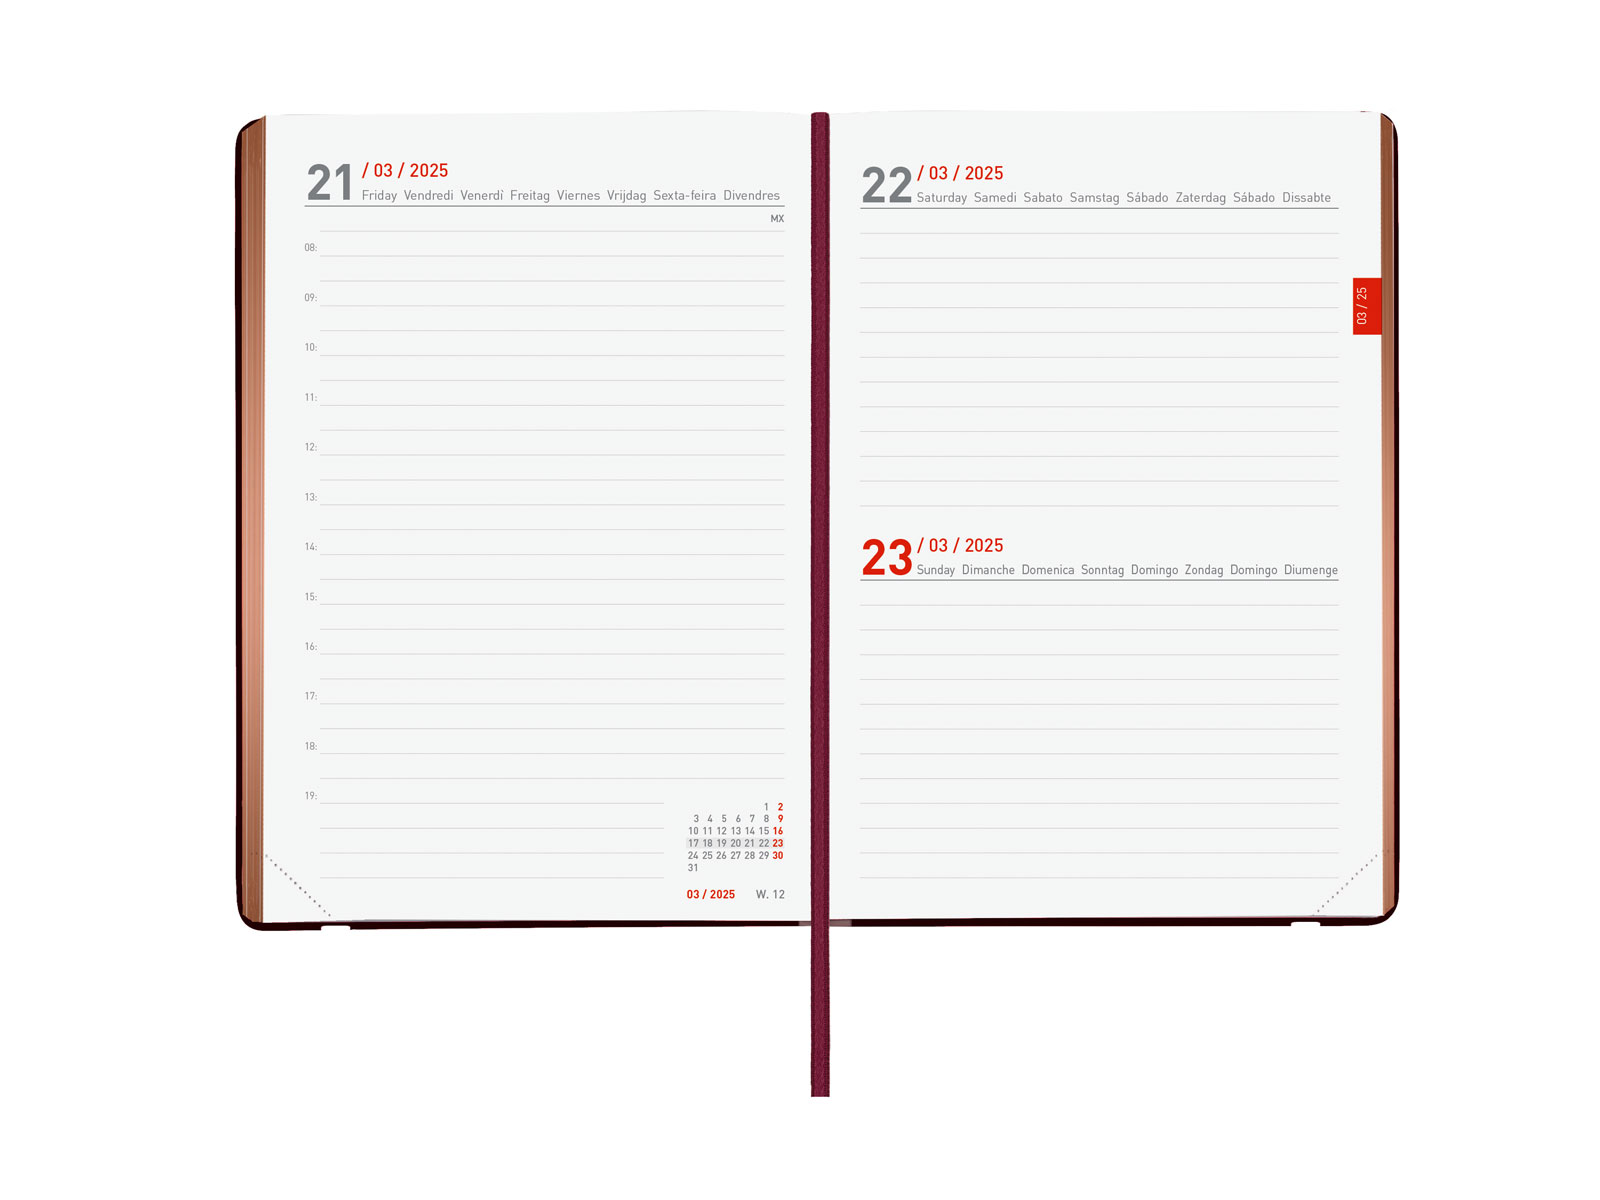 21 / 03 / 2025
Friday Vendredi Venerdì Freitag Viernes Vrijdag Sexta-feira Divendres
MX
08:
09:
10:
11:
12:
13:
14:
15:
16:
17:
18:
19:
1 2
3 4 5 6 7 8 9
10 11 12 13 14 15 16
17 18 19 20 21 22 23
24 25 26 27 28 29 30
31
03 / 2025 W. 12
22 / 03 / 2025
Saturday Samedi Sabato Samstag Sábado Zaterdag Sábado Dissabte
03 / 25
23 / 03 / 2025
Sunday Dimanche Domenica Sonntag Domingo Zondag Domingo Diumenge